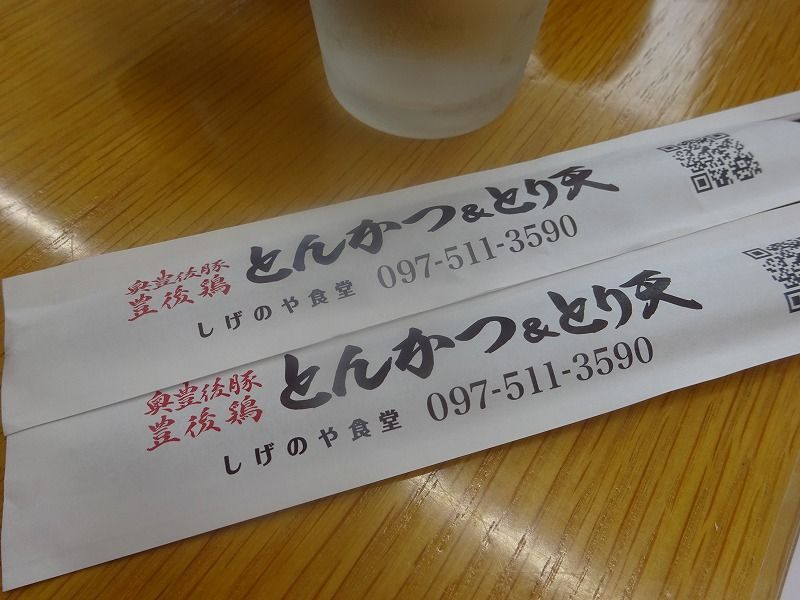 奥豊後豚
豊後鶏
とんかつ&とり天
しげのや食堂 097-511-3590
奥豊後豚
豊後鶏
とんかつ&とり天
しげのや食堂 097-511-3590